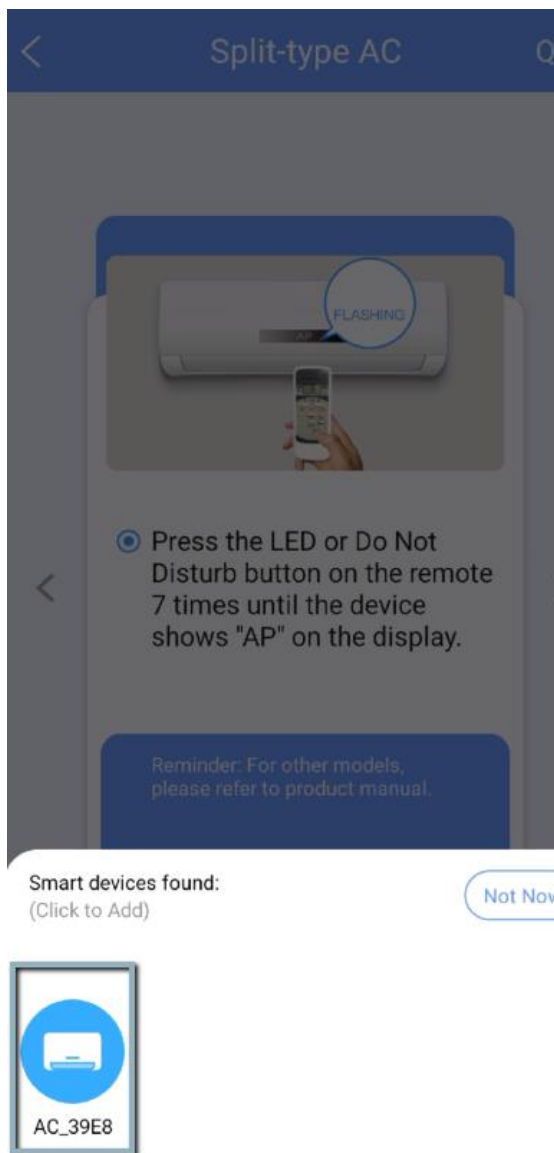 Split-type AC
FLASHING
AP
Press the LED or Do Not
Disturb button on the remote
7 times until the device
shows "AP" on the display.
Reminder: For other models,
please refer to product manual.
Smart devices found:
(Click to Add)
Not Now
AC_39E8